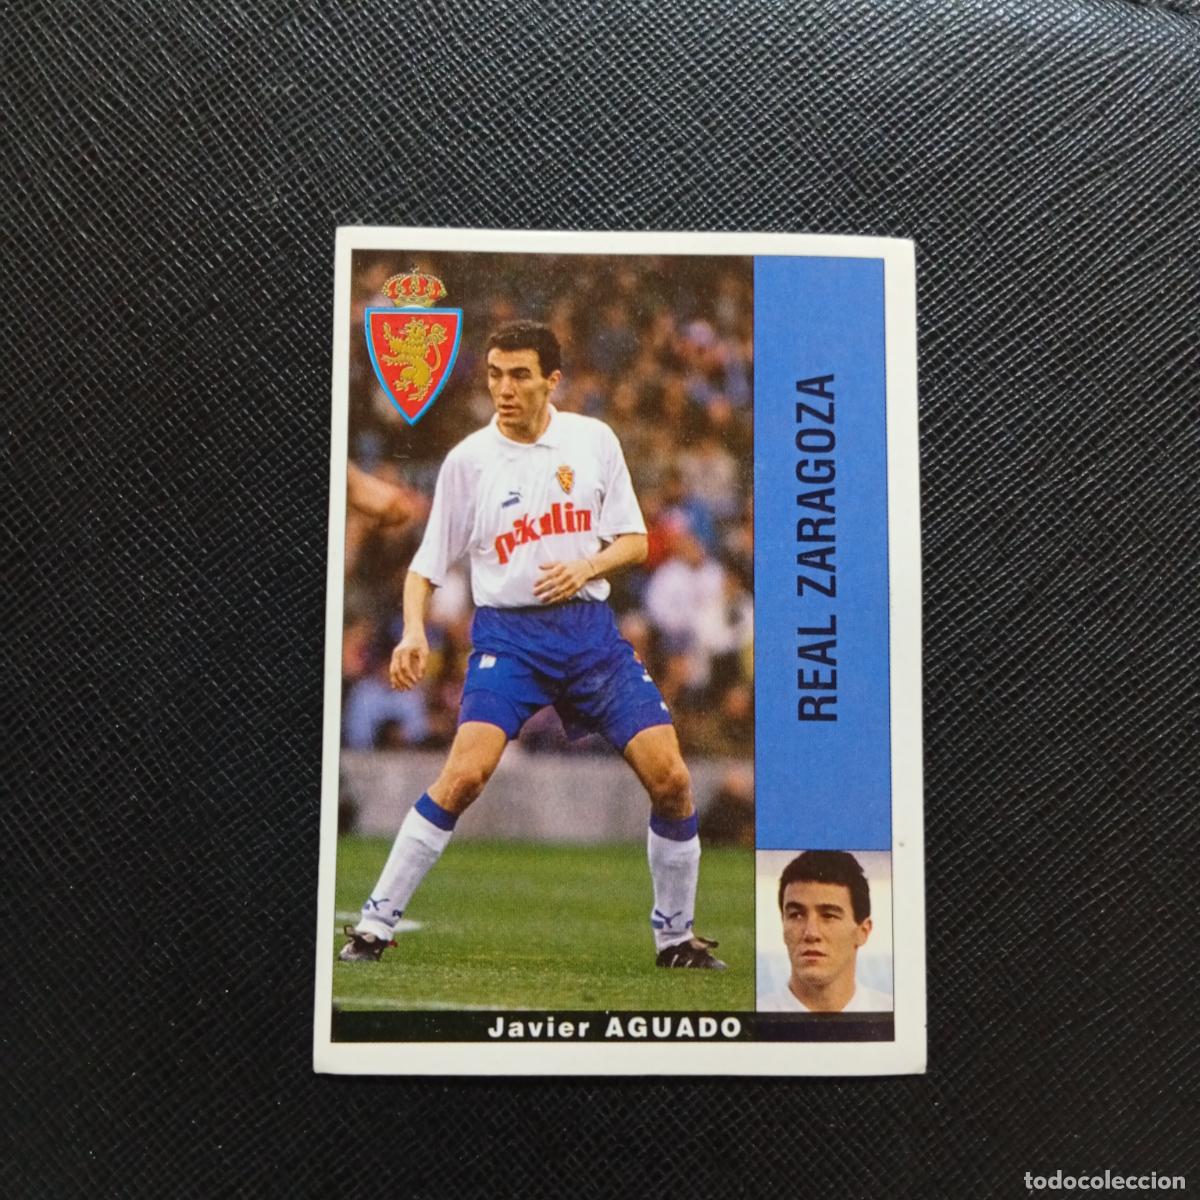 REAL ZARAGOZA
pikolin
Javier AGUADO
todocoleccion